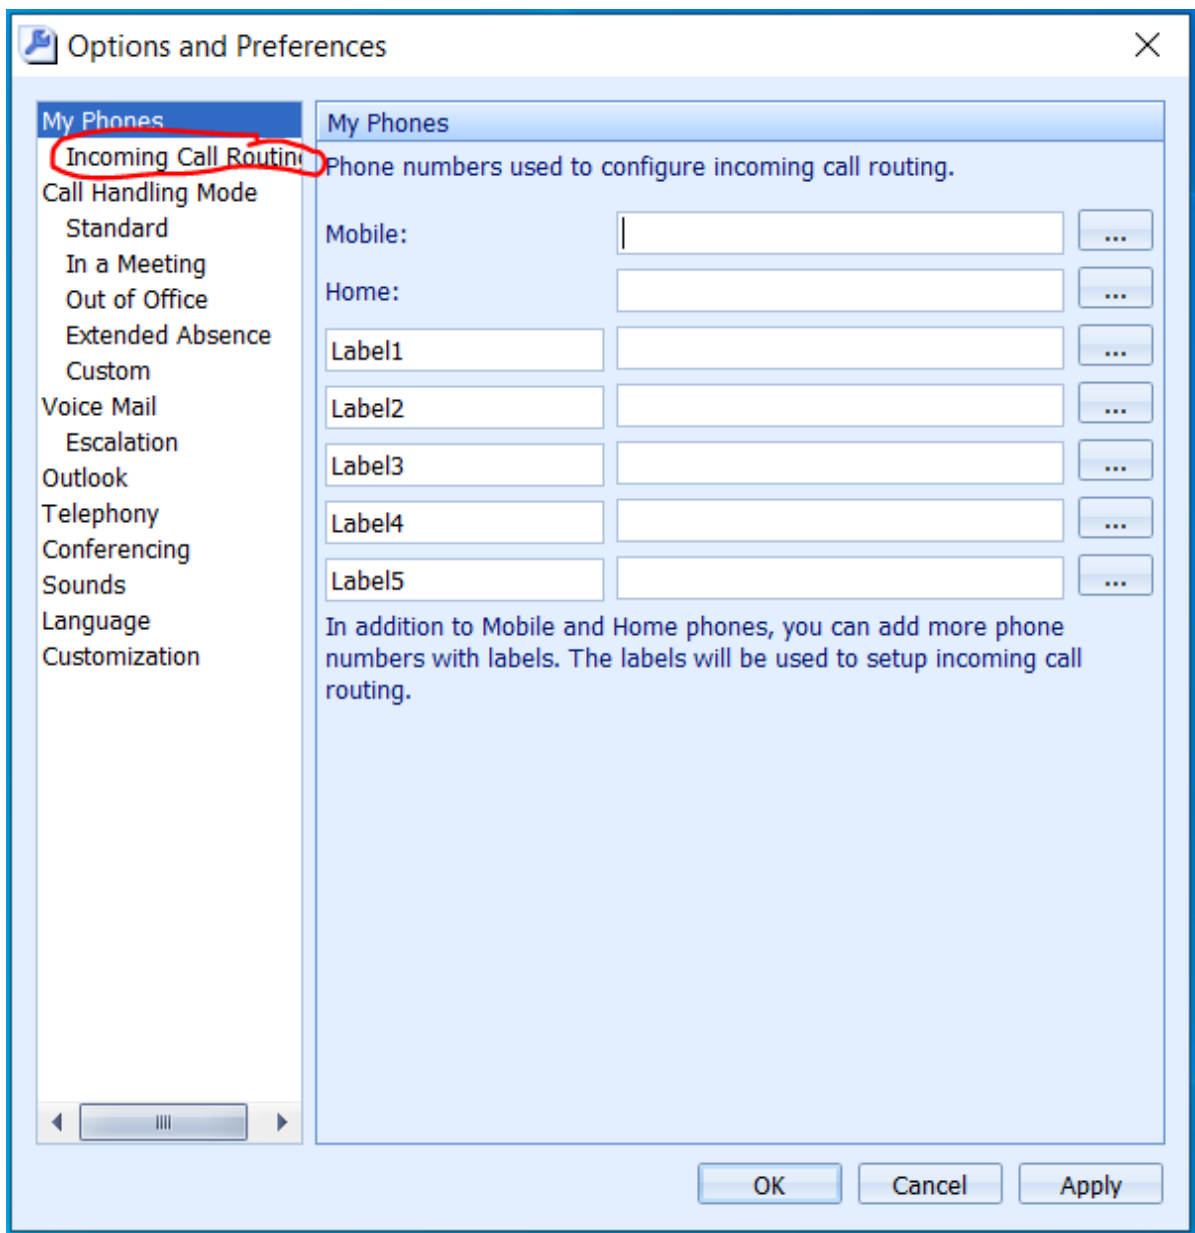 Options and Preferences
My Phones
Incoming Call Routing
Call Handling Mode
Standard
In a Meeting
Out of Office
Extended Absence
Custom
Voice Mail
Escalation
Outlook
Telephony
Conferencing
Sounds
Language
Customization
My Phones
Phone numbers used to configure incoming call routing.
Mobile:
...
Home:
...
Label1
...
Label2
...
Label3
...
Label4
...
Label5
...
In addition to Mobile and Home phones, you can add more phone
numbers with labels. The labels will be used to setup incoming call
routing.
OK Cancel Apply